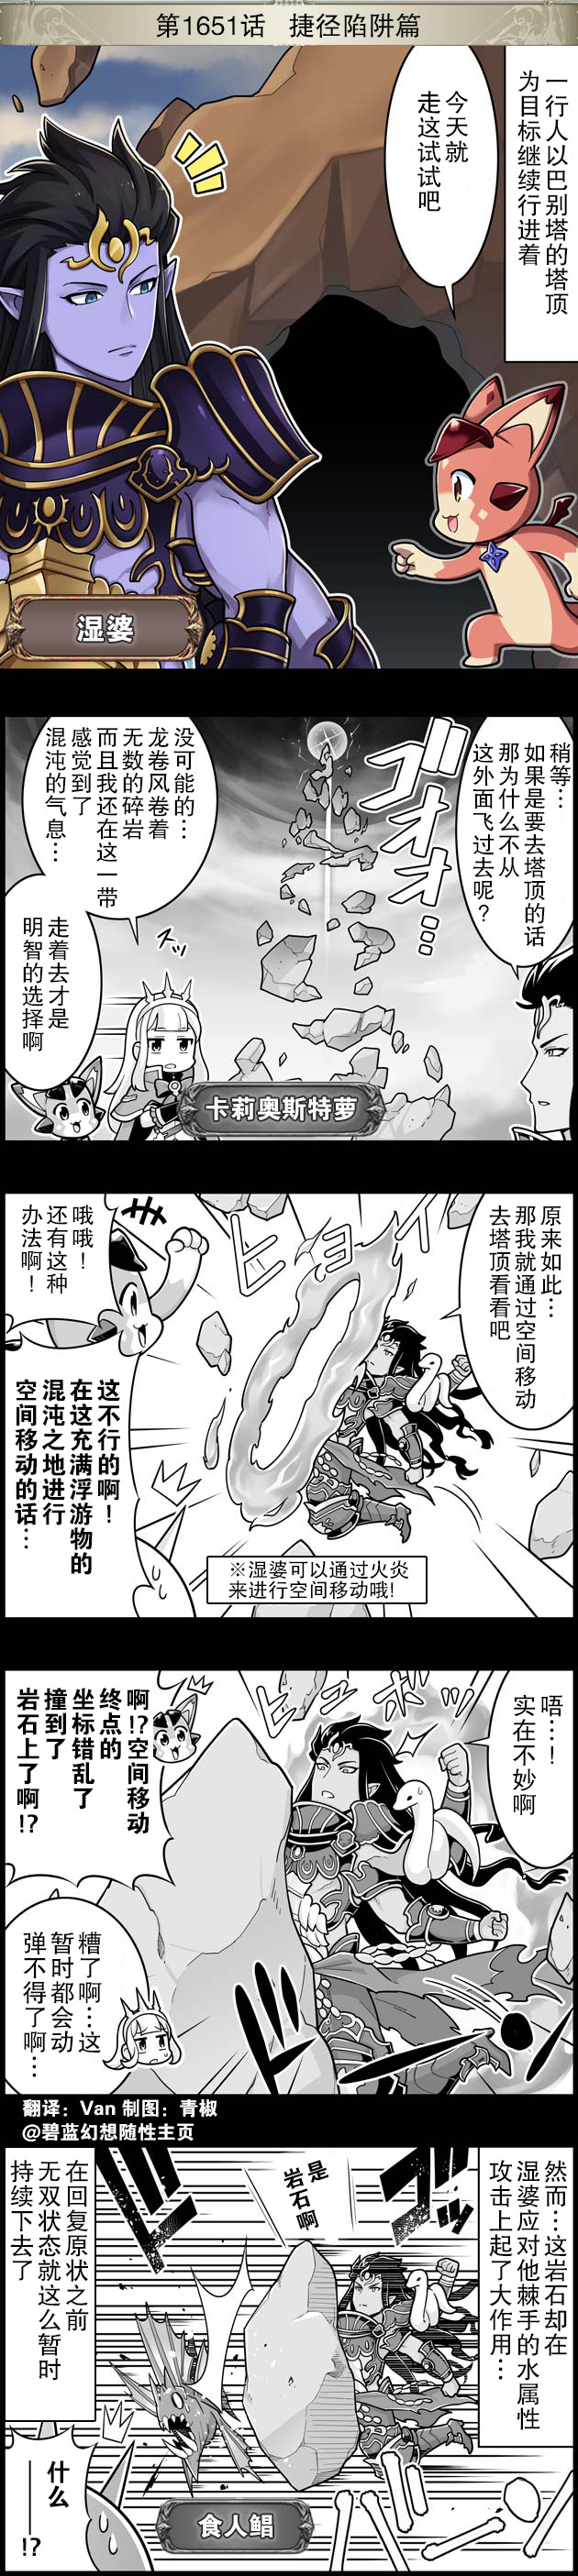 第1651话 捷径陷阱篇
一行人以巴别塔的塔顶
为目标继续行进着
今天就
走这试试吧
湿婆
稍等…
如果是要去塔顶的话
那为什么不从
这外面飞过去呢？
ゴオオオ…
没可能的…
龙卷风卷着
无数的碎岩
而且我还在这一带
感觉到了
混沌的气息…
走着去才是
明智的选择啊
スッ
卡莉奥斯特萝
原来如此…
那我就通过空间移动
去塔顶看看吧
ヒョイ
哦哦！
还有这种
办法啊！
这不行的啊！
在这充满浮游物的
混沌之地进行
空间移动的话…
※湿婆可以通过火炎
来进行空间移动哦！
唔…！
实在不妙啊
ヒュボッ
啊!?空间移动
终点的
坐标错乱了
撞到了
岩石上了啊!?
糟了啊…这
暂时都会动
弹不得了啊…
ドーン
翻译：Van 制图：青椒
@碧蓝幻想随性主页
然而…这岩石却在
湿婆应对他棘手的水属性
攻击上起了大作用…
是
岩石啊
在回复原状之前
无双状态就这么暂时
持续下去了
什么
——!?
食人鲳